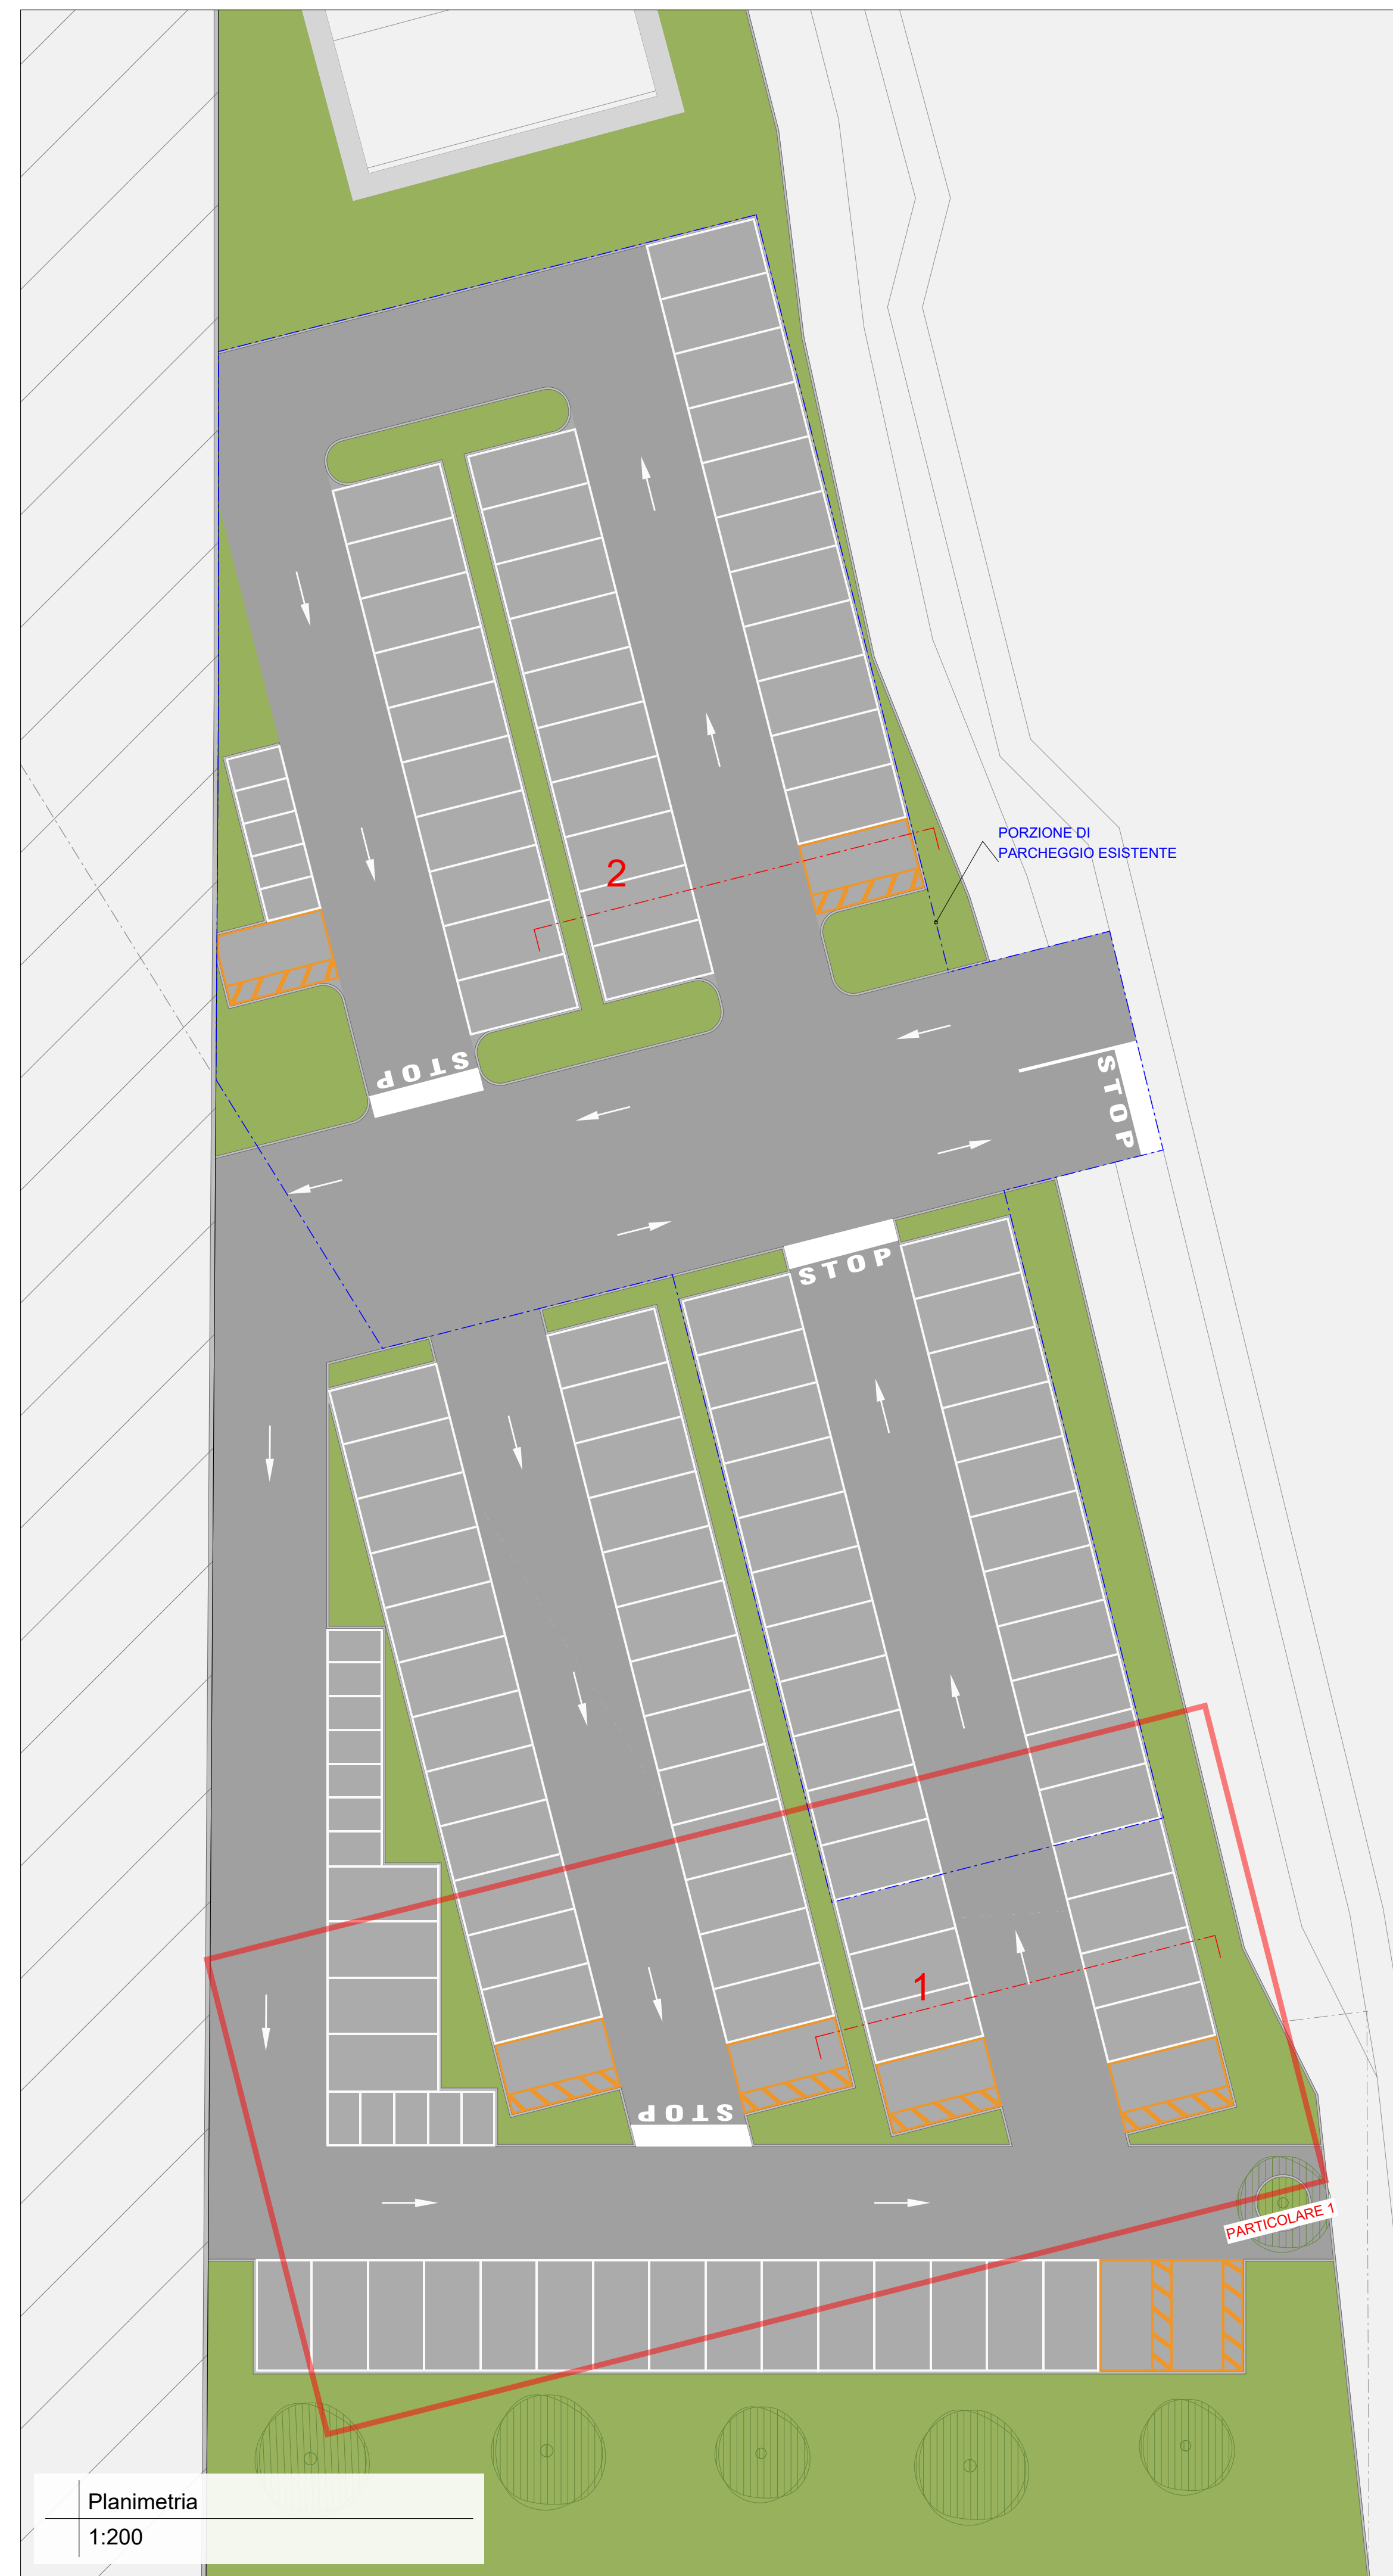 2
PORZIONE DI
PARCHEGGIO ESISTENTE
STOP
STOP
STOP
1
STOP
PARTICOLARE 1
Planimetria
1:200